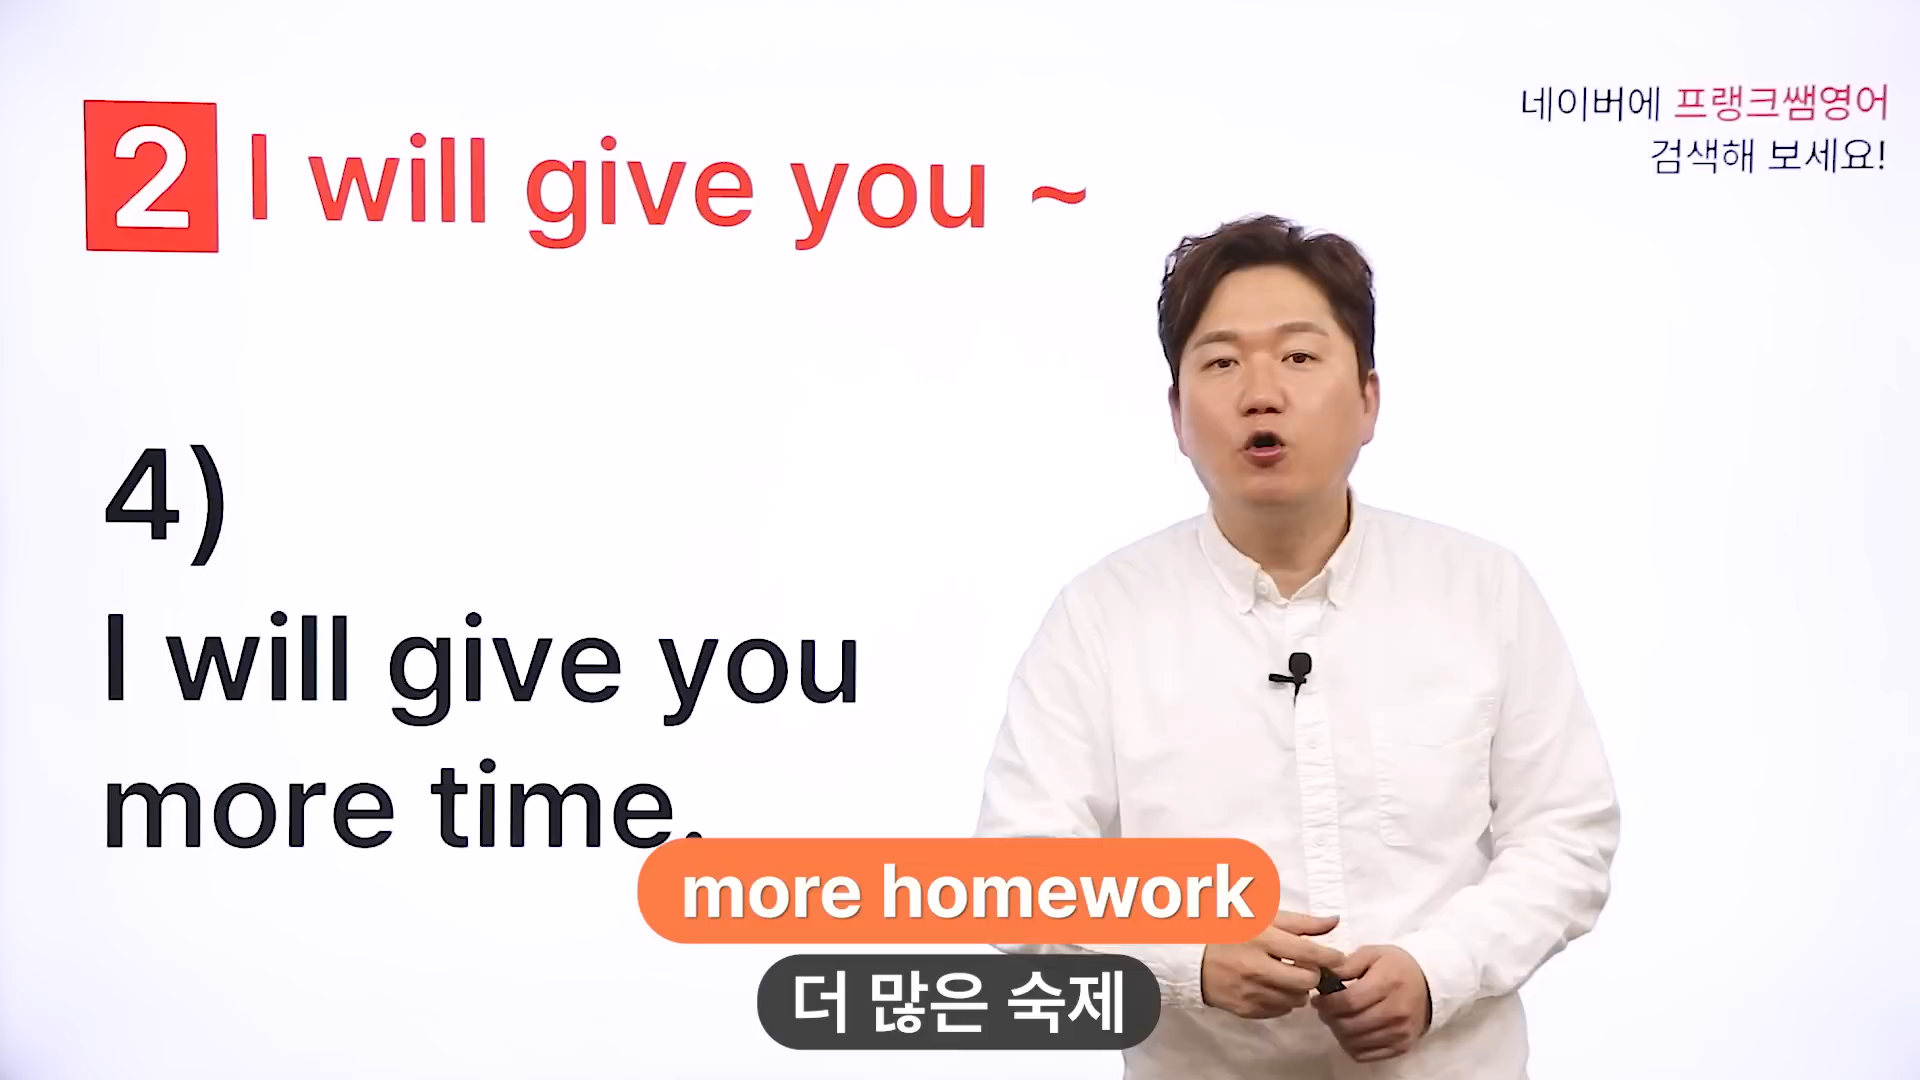 네이버에 프랭크쌤영어
검색해 보세요!
2 I will give you ~
4)
I will give you
more time.
more homework
더 많은 숙제